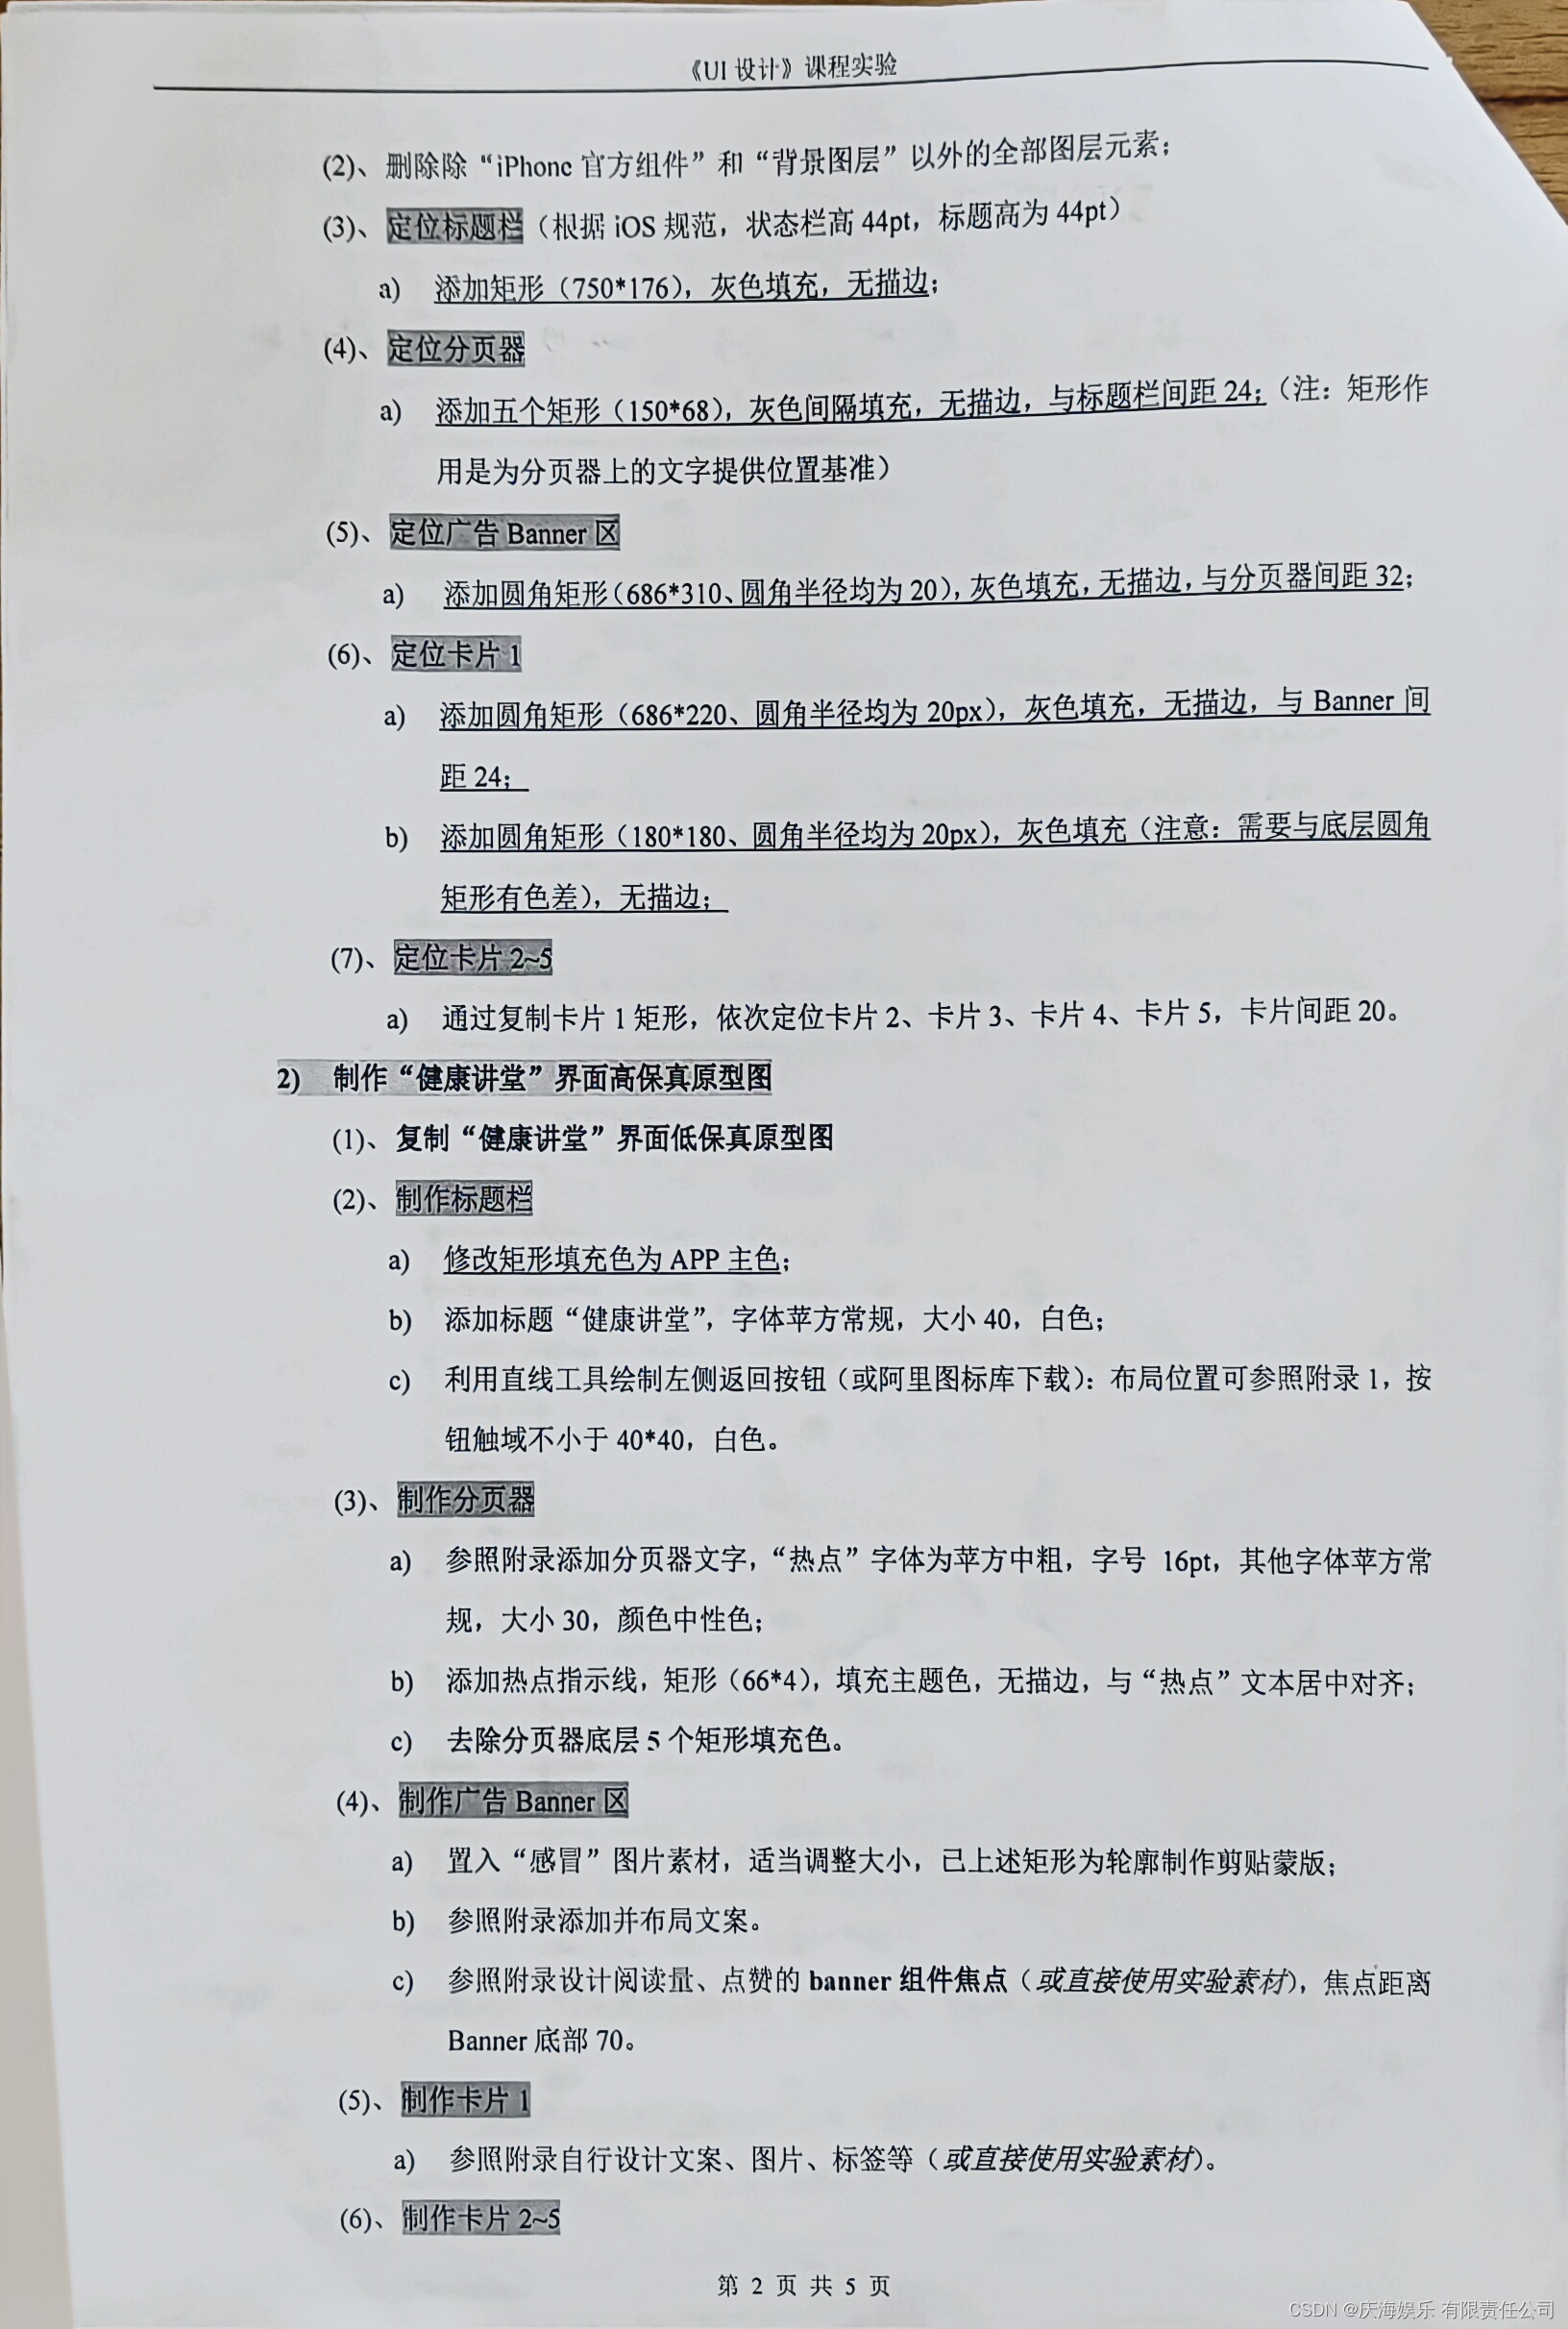 《UI 设计》课程实验
(2)、删除除“iPhonc 官方组件”和“背景图层”以外的全部图层元素；
(3)、定位标题栏（根据 iOS 规范，状态栏高 44pt，标题高为 44pt）
a) 添加矩形（750*176），灰色填充，无描边；
(4)、定位分页器
a) 添加五个矩形（150*68），灰色间隔填充，无描边，与标题栏间距 24；（注：矩形作
用是为分页器上的文字提供位置基准）
(5)、定位广告 Banner 区
a) 添加圆角矩形（686*310、圆角半径均为 20），灰色填充，无描边，与分页器间距 32；
(6)、定位卡片 1
a) 添加圆角矩形（686*220、圆角半径均为 20px），灰色填充，无描边，与 Banner 间
距 24；
b) 添加圆角矩形（180*180、圆角半径均为 20px），灰色填充（注意：需要与底层圆角
矩形有色差），无描边；
(7)、定位卡片 2~5
a) 通过复制卡片 1 矩形，依次定位卡片 2、卡片 3、卡片 4、卡片 5，卡片间距 20。
2) 制作“健康讲堂”界面高保真原型图
(1)、复制“健康讲堂”界面低保真原型图
(2)、制作标题栏
a) 修改矩形填充色为 APP 主色；
b) 添加标题“健康讲堂”，字体苹方常规，大小 40，白色；
c) 利用直线工具绘制左侧返回按钮（或阿里图标库下载）：布局位置可参照附录 1，按
钮触域不小于 40*40，白色。
(3)、制作分页器
a) 参照附录添加分页器文字，“热点”字体为苹方中粗，字号 16pt，其他字体苹方常
规，大小 30，颜色中性色；
b) 添加热点指示线，矩形（66*4），填充主题色，无描边，与“热点”文本居中对齐；
c) 去除分页器底层 5 个矩形填充色。
(4)、制作广告 Banner 区
a) 置入“感冒”图片素材，适当调整大小，已上述矩形为轮廓制作剪贴蒙版；
b) 参照附录添加并布局文案。
c) 参照附录设计阅读量、点赞的 banner 组件焦点（或直接使用实验素材），焦点距离
Banner 底部 70。
(5)、制作卡片 1
a) 参照附录自行设计文案、图片、标签等（或直接使用实验素材）。
(6)、制作卡片 2~5
第 2 页 共 5 页
CSDN @庆海娱乐 有限责任公司